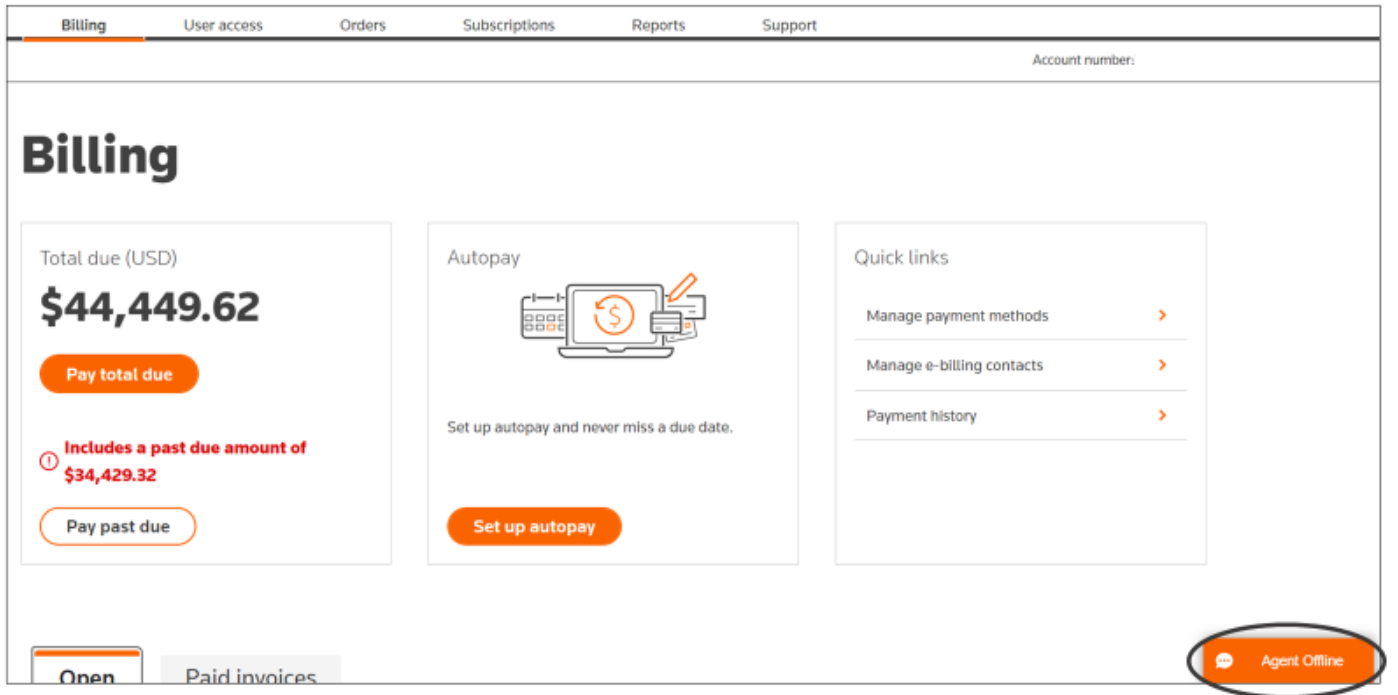 Billing User access Orders Subscriptions Reports Support
Account number:
Billing
Total due (USD)
$44,449.62
Pay total due
Includes a past due amount of
$34,429.32
Pay past due
Autopay
Set up autopay and never miss a due date.
Set up autopay
Quick links
Manage payment methods
Manage e-billing contacts
Payment history
Open Paid invoices
Agent Offline